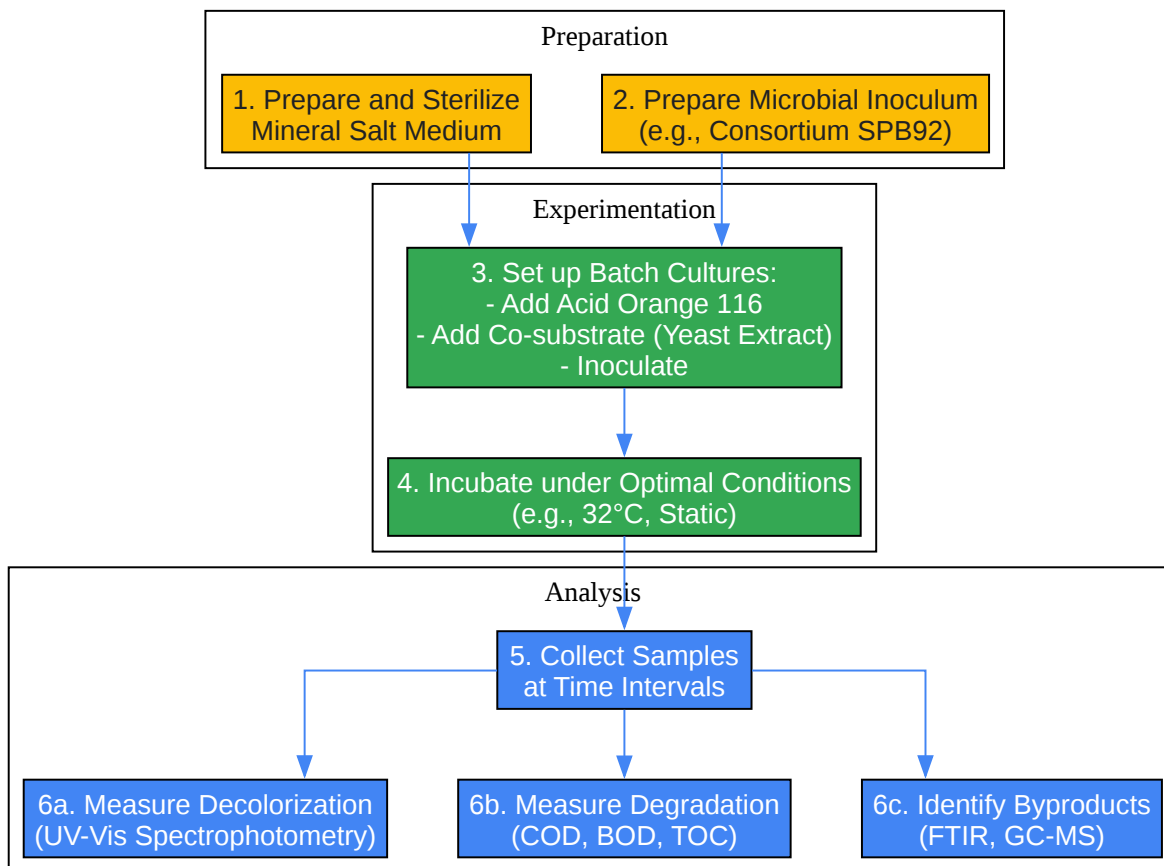 Preparation
1. Prepare and Sterilize
Mineral Salt Medium
2. Prepare Microbial Inoculum
(e.g., Consortium SPB92)
Experimentation
3. Set up Batch Cultures:
- Add Acid Orange 116
- Add Co-substrate (Yeast Extract)
- Inoculate
4. Incubate under Optimal Conditions
(e.g., 32°C, Static)
Analysis
5. Collect Samples
at Time Intervals
6a. Measure Decolorization
(UV-Vis Spectrophotometry)
6b. Measure Degradation
(COD, BOD, TOC)
6c. Identify Byproducts
(FTIR, GC-MS)